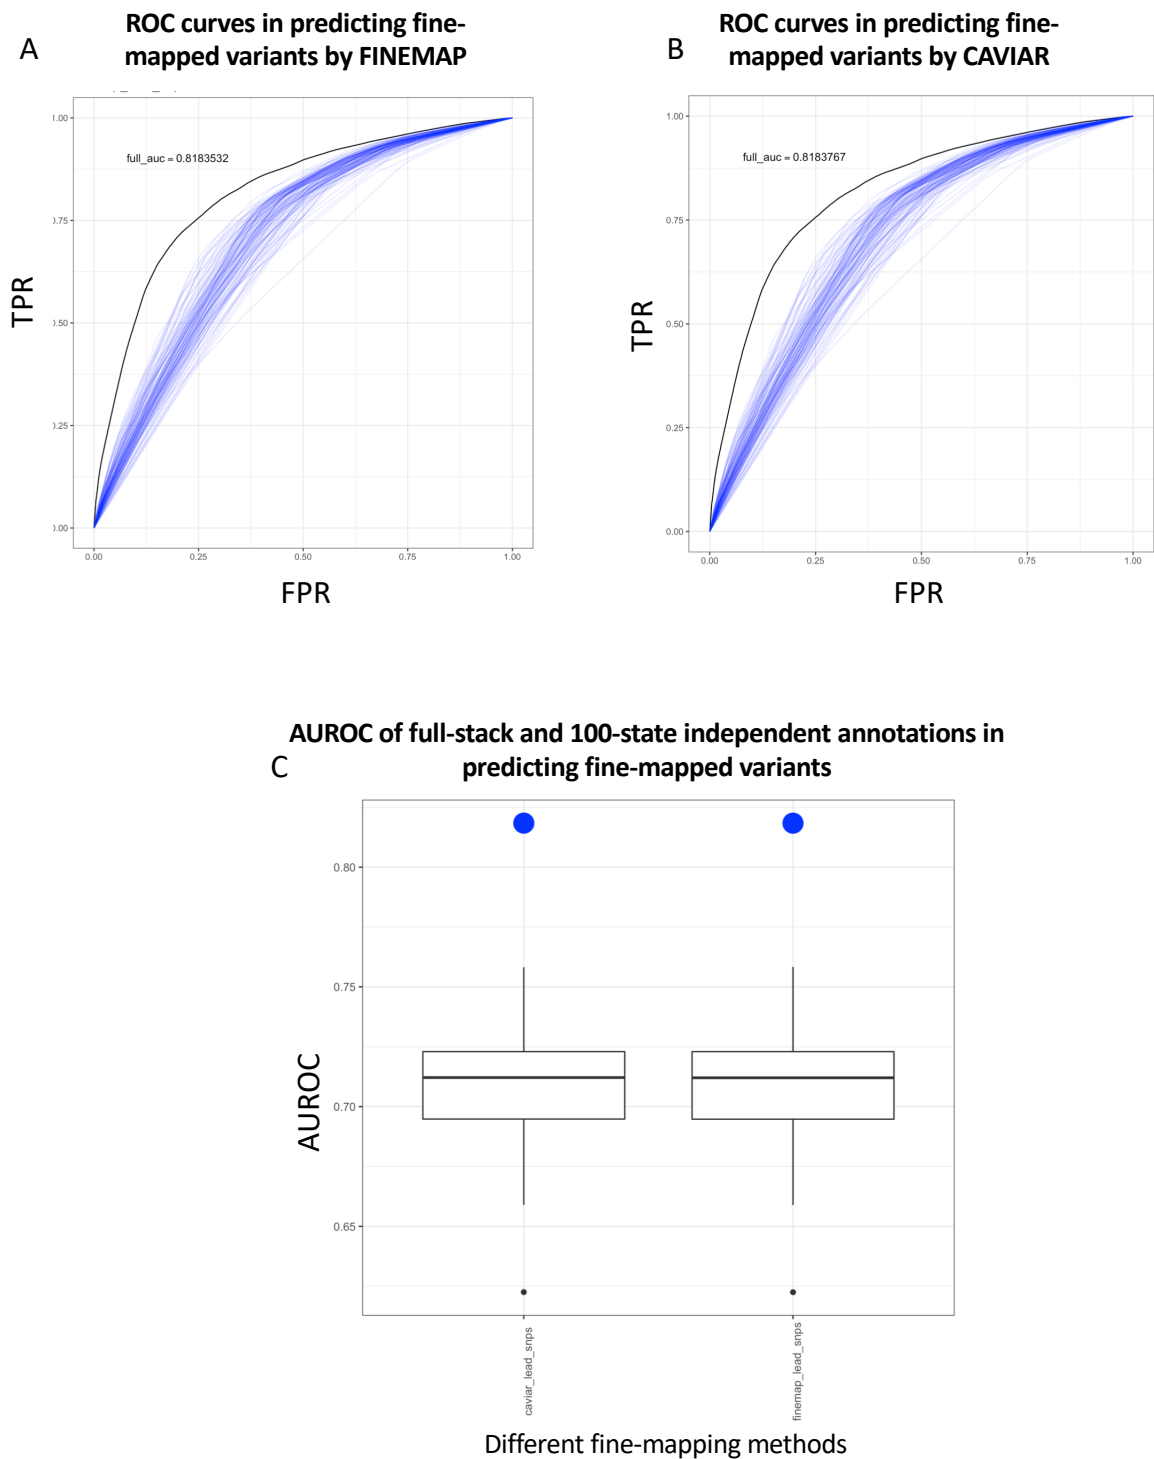 ROC curves in predicting fine-
mapped variants by FINEMAP
A
full_auc = 0.8183532
1.00
0.75
0.50
0.25
0.00
TPR
0.00 0.25 0.50 0.75 1.00
FPR
ROC curves in predicting fine-
mapped variants by CAVIAR
B
full_auc = 0.8183767
1.00
0.75
0.50
0.25
0.00
TPR
0.00 0.25 0.50 0.75 1.00
FPR
AUROC of full-stack and 100-state independent annotations in
predicting fine-mapped variants
C
0.80
0.75
0.70
0.65
AUROC
caviar_lead_snps
finemap_lead_snps
Different fine-mapping methods